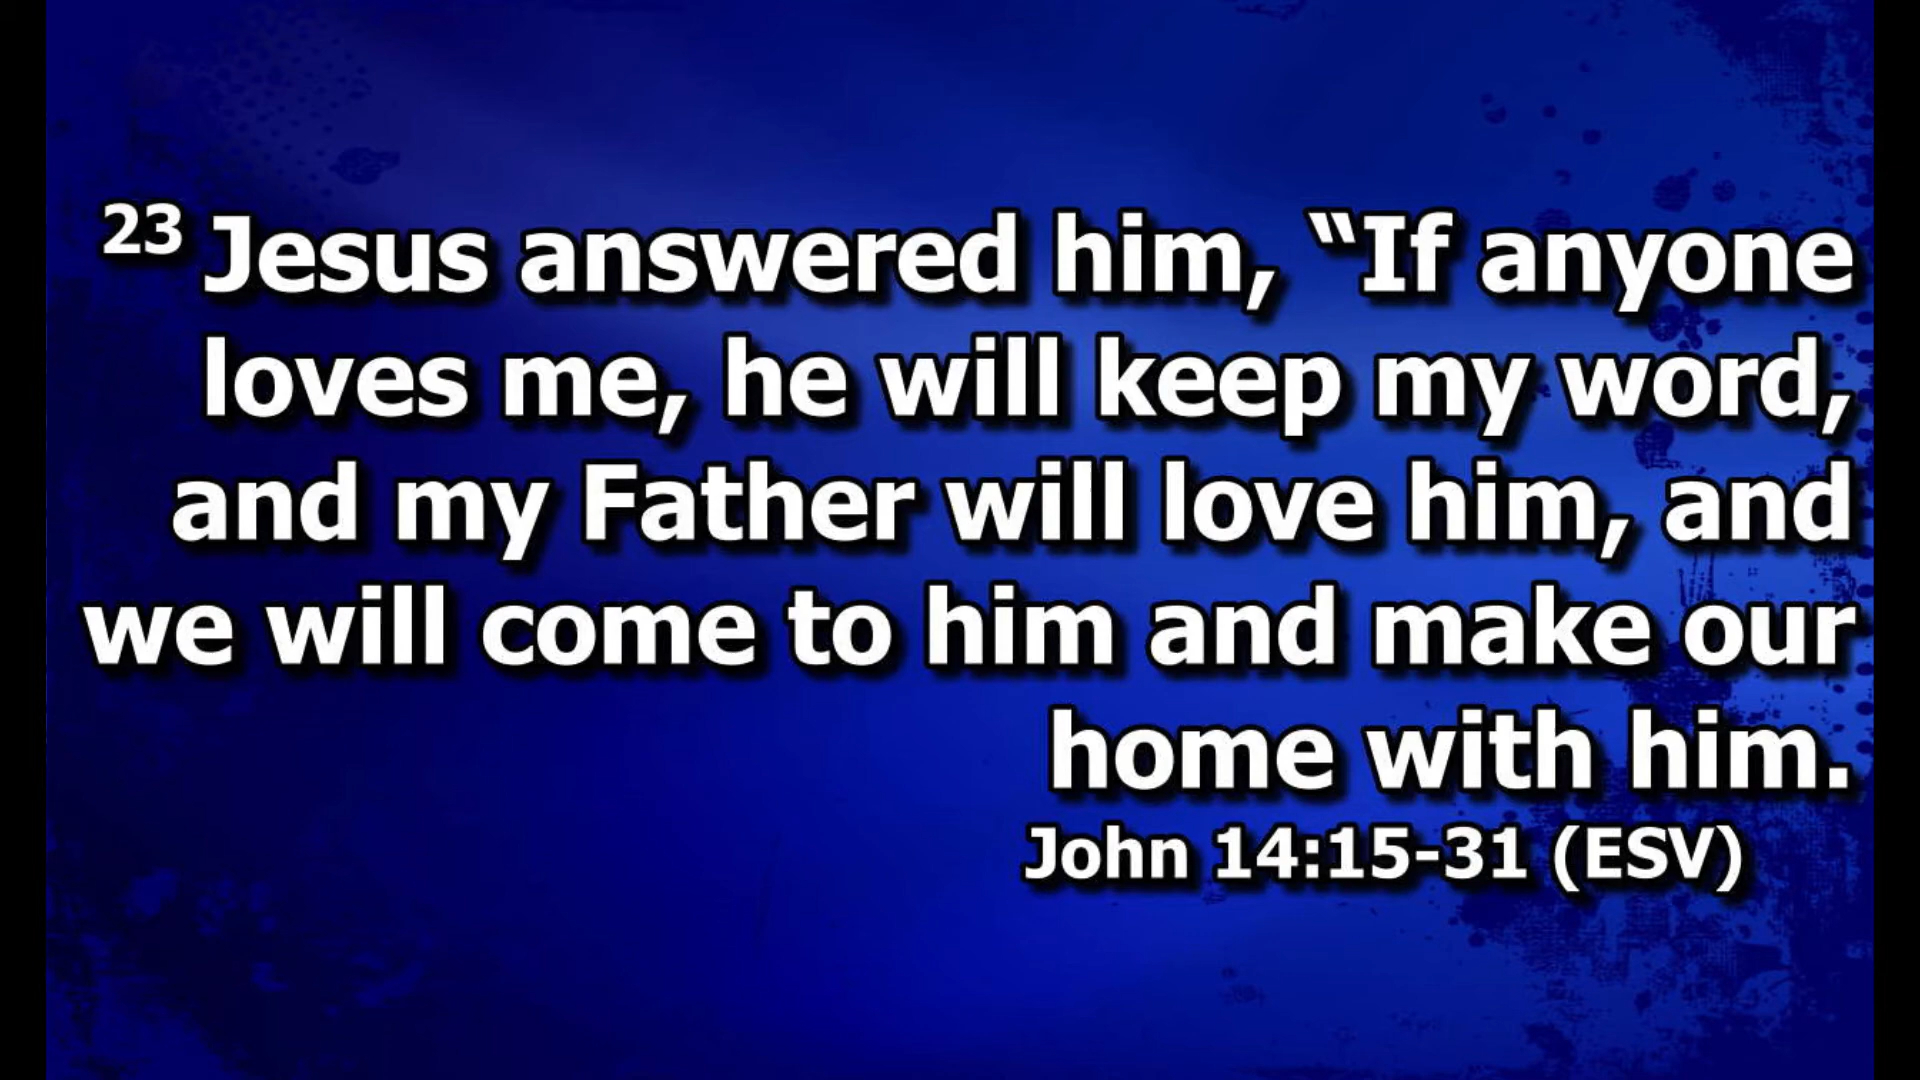 23 Jesus answered him, “If anyone
loves me, he will keep my word,
and my Father will love him, and
we will come to him and make our
home with him.
John 14:15-31 (ESV)